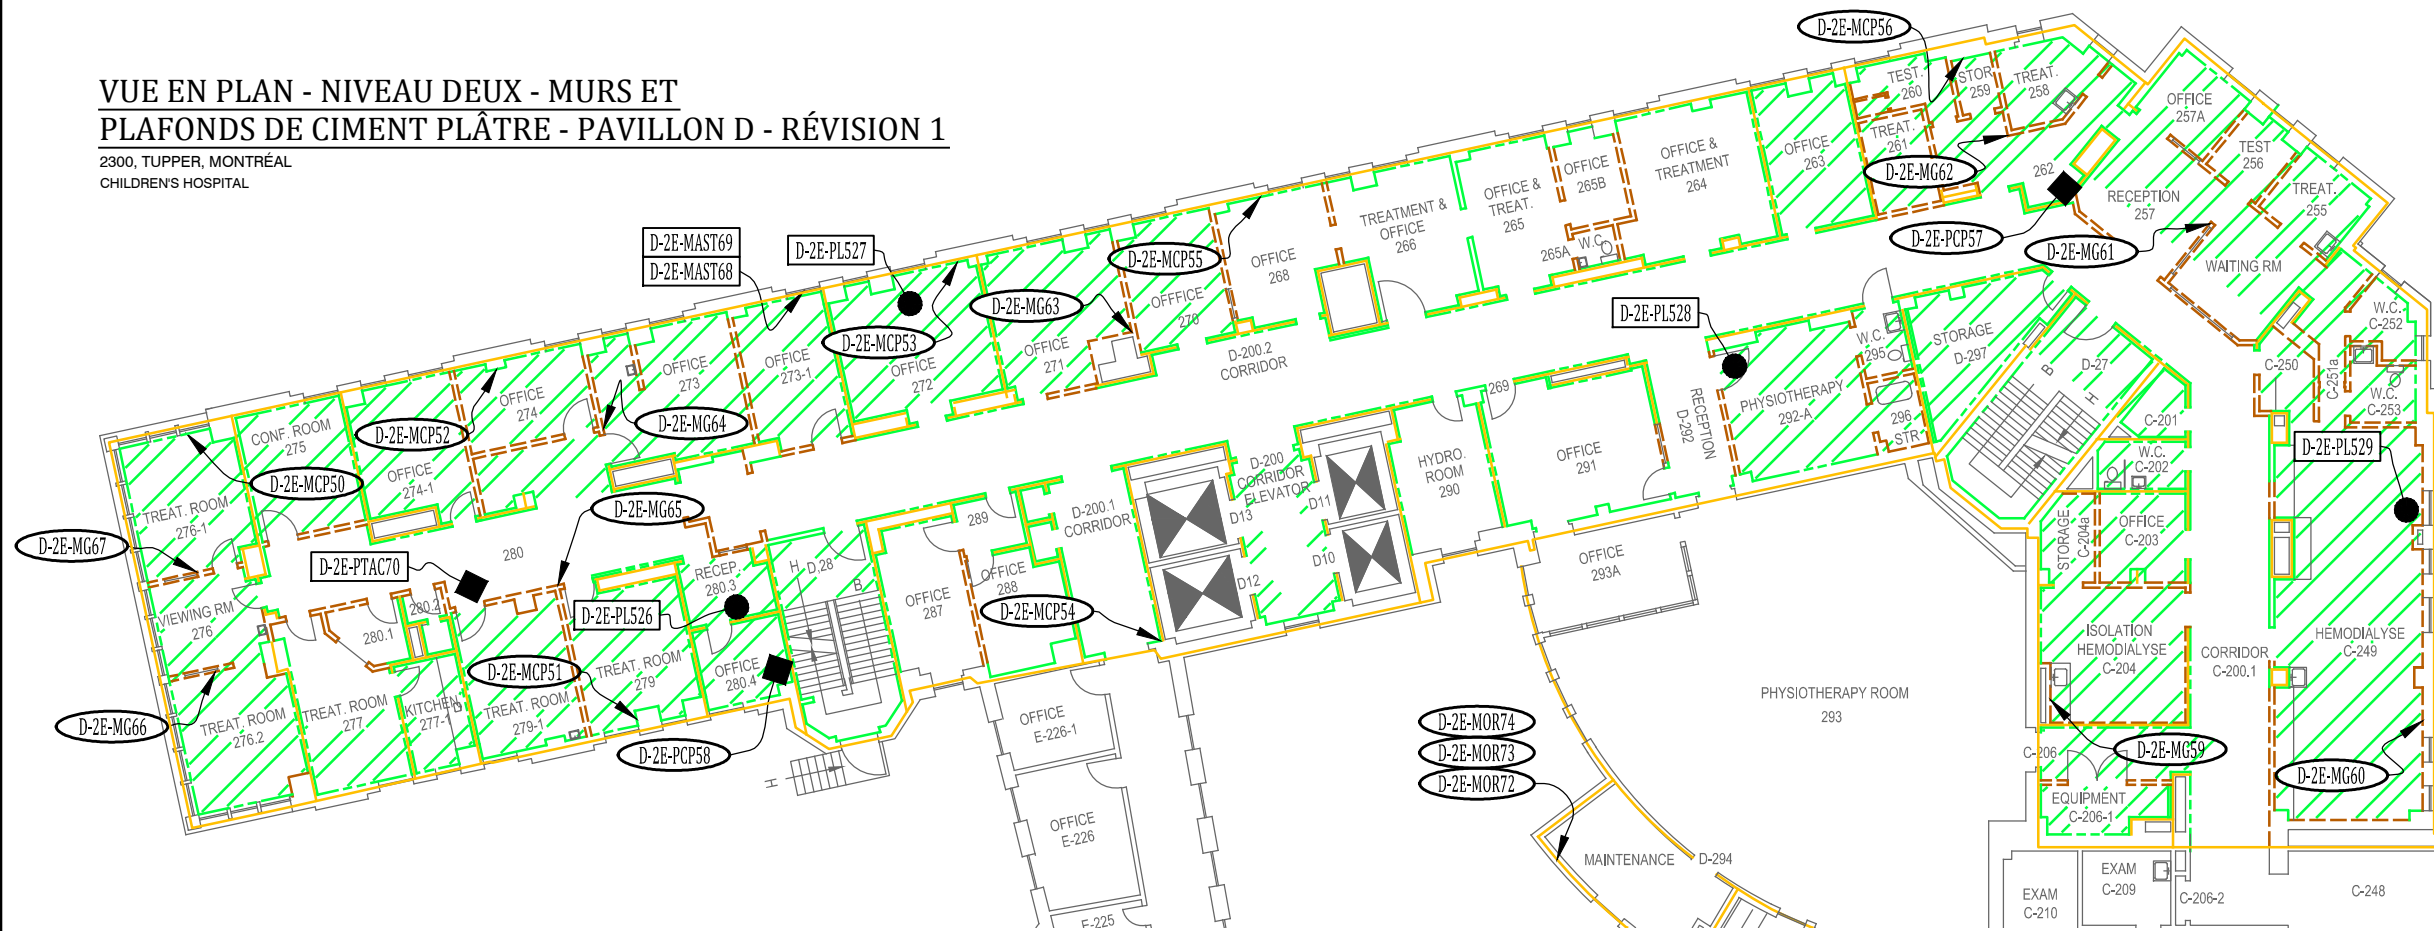 VUE EN PLAN - NIVEAU DEUX - MURS ET
PLAFONDS DE CIMENT PLÂTRE - PAVILLON D - RÉVISION 1
2300, TUPPER, MONTRÉAL
CHILDREN'S HOSPITAL
D-2E-MCP56
TEST.
260
STOR
259
TREAT.
258
OFFICE
257A
TREAT.
261
OFFICE
263
OFFICE &
TREATMENT
264
OFFICE
265B
TEST
256
D-2E-MG62
262
TREAT.
255
RECEPTION
257
OFFICE &
TREAT.
265
TREATMENT &
OFFICE
266
D-2E-MAST69
D-2E-MAST68
D-2E-PL527
D-2E-MCP55
OFFICE
268
265A
W.C.
D-2E-PCP57
D-2E-MG61
WAITING RM
D-2E-MG63
OFFFICE
270
D-2E-PL528
W.C.
C-252
D-2E-MCP53
OFFICE
271
OFFICE
272
OFFICE
273-1
OFFICE
273
D-200.2
CORRIDOR
W.C.
295
STORAGE
D-297
D-27
B
H
C-250
C-251a
W.C.
C-253
OFFICE
274
D-2E-MG64
D-2E-MCP52
CONF. ROOM
275
269
RECEPTION
D-292
PHYSIOTHERAPY
292-A
296
STR
C-201
D-2E-PL529
OFFICE
274-1
D-2E-MCP50
OFFICE
291
HYDRO.
ROOM
290
D-200
CORRIDOR
ELEVATOR
D13
D11
W.C.
C-202
TREAT. ROOM
276-1
D-2E-MG65
289
D-200.1
CORRIDOR
OFFICE
C-203
STORAGE
C-204a
D-2E-MG67
280
D-2E-PTAC70
RECEP.
280.3
D.28
H
B
OFFICE
288
D12
D10
OFFICE
293A
OFFICE
287
D-2E-MCP54
D-2E-PL526
280.2
280.1
VIEWING RM
276
ISOLATION
HEMODIALYSE
C-204
HEMODIALYSE
C-249
CORRIDOR
C-200.1
D-2E-MCP51
TREAT. ROOM
279
OFFICE
280.4
PHYSIOTHERAPY ROOM
293
D-2E-MG66
TREAT. ROOM
276.2
TREAT. ROOM
277
KITCHEN
277-1
TREAT. ROOM
279-1
OFFICE
E-226-1
D-2E-MOR74
D-2E-MOR73
D-2E-MOR72
D-2E-PCP58
H
C-206
D-2E-MG59
D-2E-MG60
EQUIPMENT
C-206-1
OFFICE
E-226
MAINTENANCE
D-294
EXAM
C-209
EXAM
C-210
C-206-2
C-248
E-225